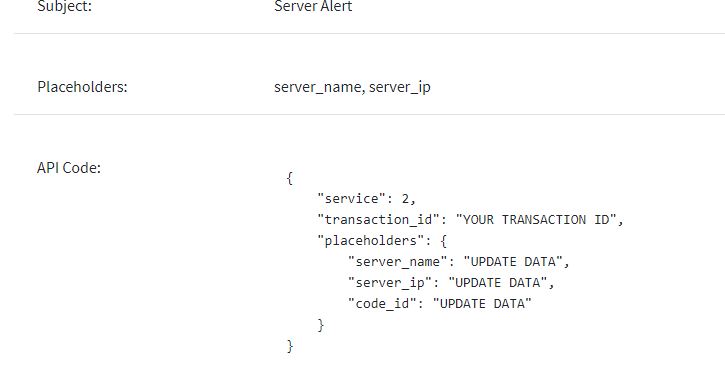 Subject: Server Alert
Placeholders: server_name, server_ip
API Code:
{
"service": 2,
"transaction_id": "YOUR TRANSACTION ID",
"placeholders": {
"server_name": "UPDATE DATA",
"server_ip": "UPDATE DATA",
"code_id": "UPDATE DATA"
}
}